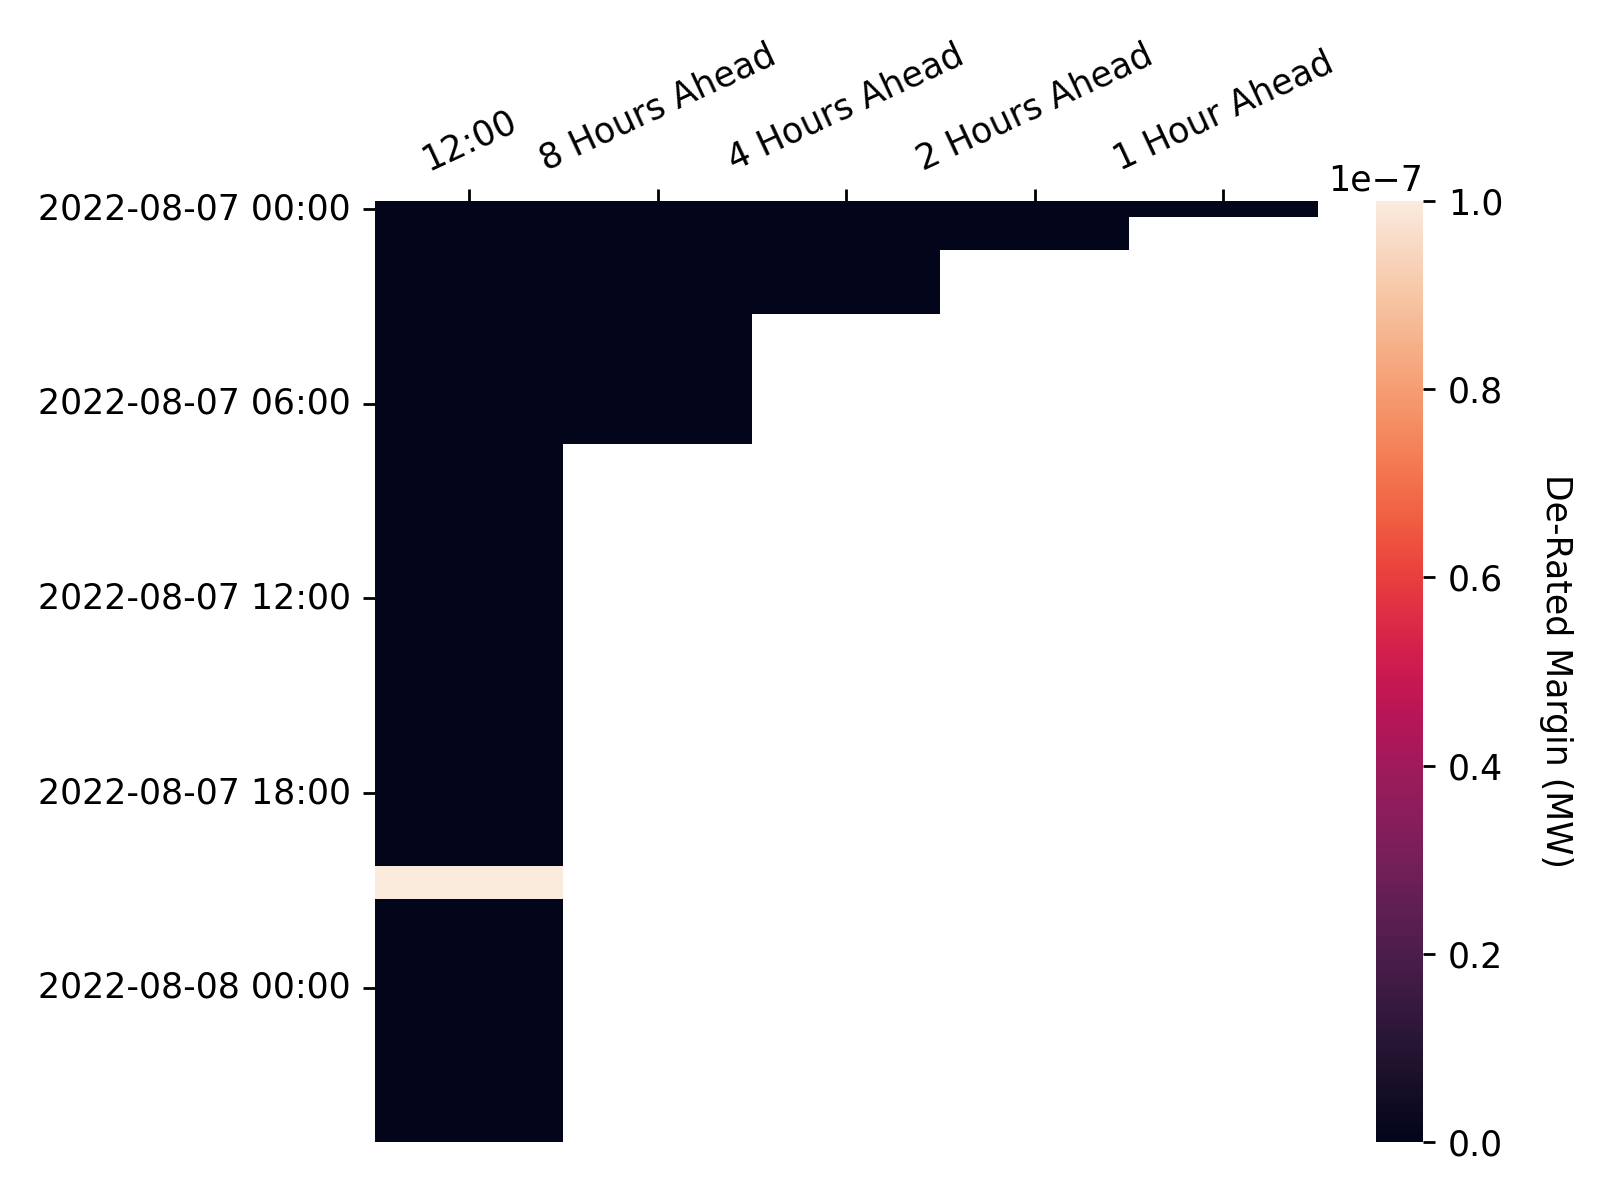 12:00
8 Hours Ahead
4 Hours Ahead
2 Hours Ahead
1 Hour Ahead
2022-08-07 00:00
2022-08-07 06:00
2022-08-07 12:00
2022-08-07 18:00
2022-08-08 00:00
1e−7
1.0
0.8
0.6
0.4
0.2
0.0
De-Rated Margin (MW)